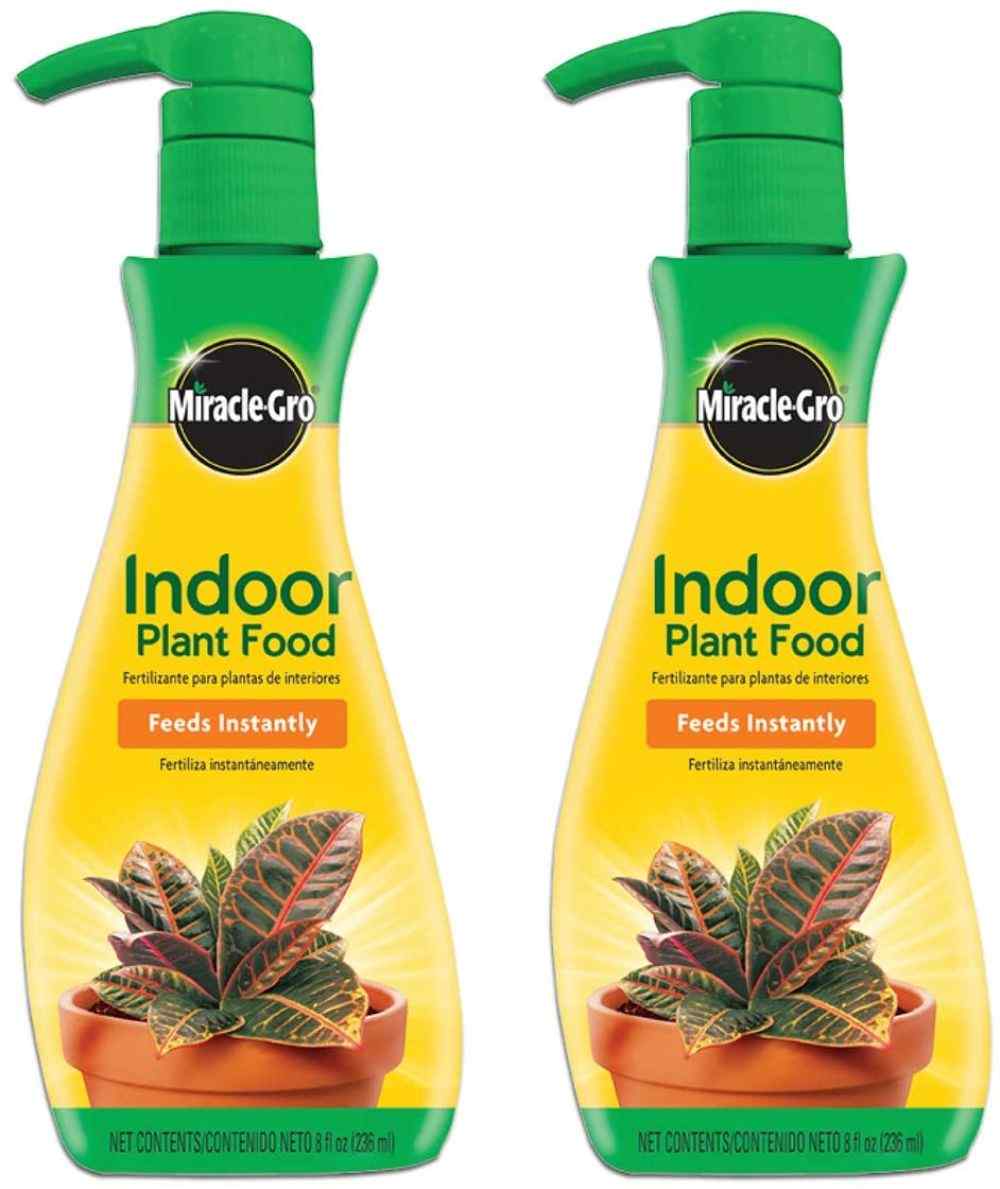 Miracle-Gro®
Indoor
Plant Food
Fertilizante para plantas de interiores
Feeds Instantly
Fertiliza instantáneamente
NET CONTENTS/CONTENIDO NETO 8 fl oz (236 ml)
Miracle-Gro®
Indoor
Plant Food
Fertilizante para plantas de interiores
Feeds Instantly
Fertiliza instantáneamente
NET CONTENTS/CONTENIDO NETO 8 fl oz (236 ml)